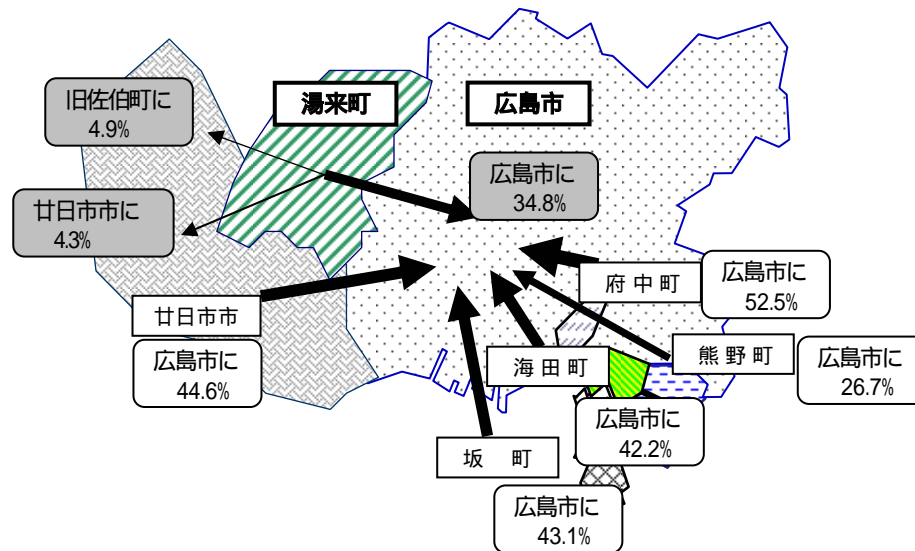 湯来町
広島市
旧佐伯町に
4.9%
広島市に
34.8%
廿日市市に
4.3%
府中町
広島市に
52.5%
廿日市市
広島市に
44.6%
海田町
熊野町
広島市に
26.7%
広島市に
42.2%
坂 町
広島市に
43.1%